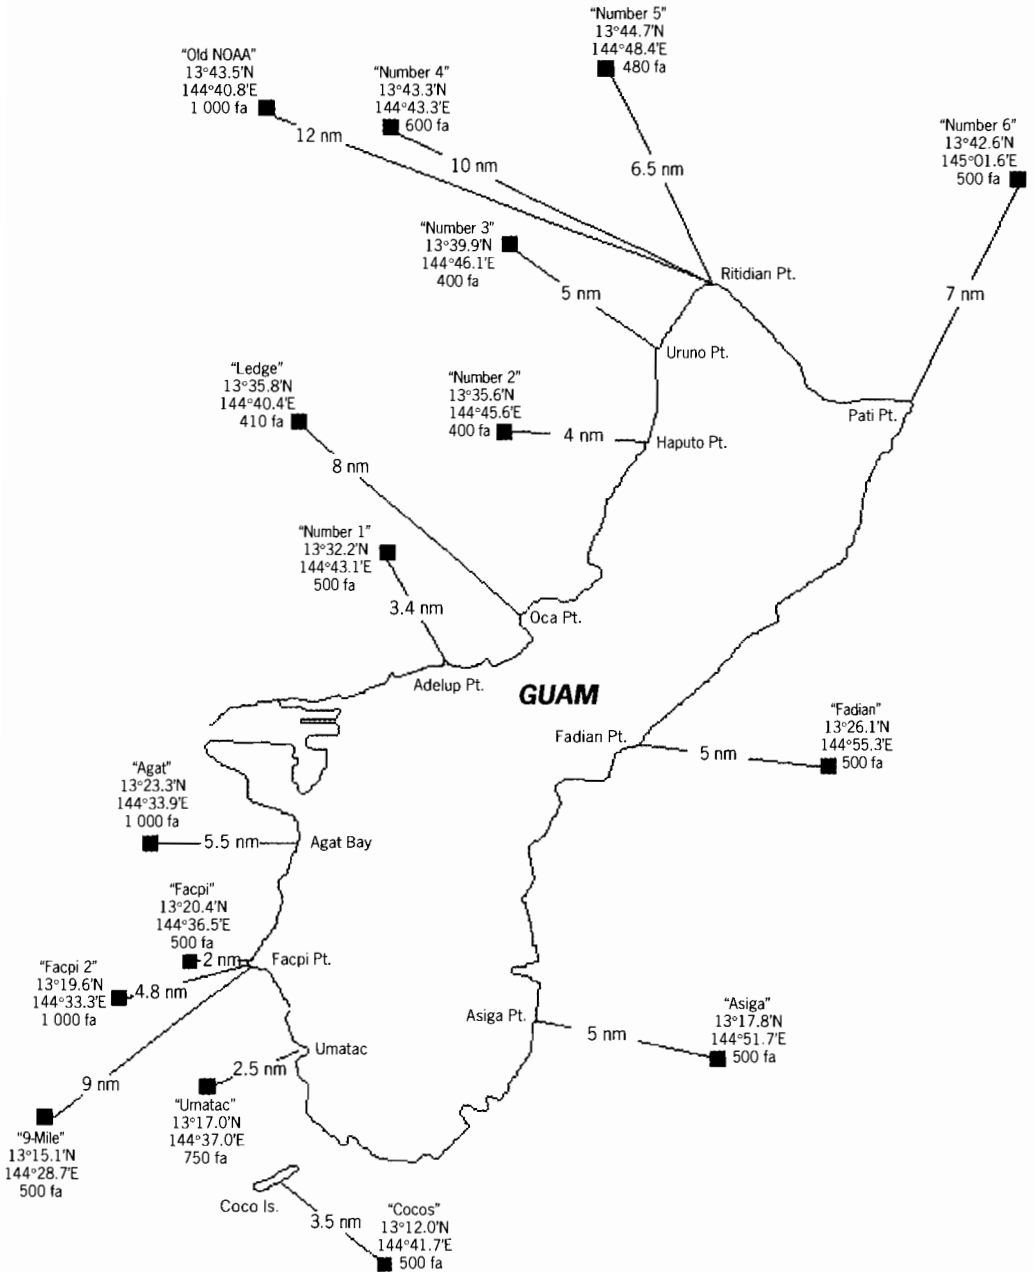 "Number 5"
13°44.7'N
144°48.4'E
480 fa
"Old NOAA"
13°43.5'N
144°40.8'E
1 000 fa
"Number 4"
13°43.3'N
144°43.3'E
600 fa
12 nm
10 nm
6.5 nm
"Number 6"
13°42.6'N
145°01.6'E
500 fa
"Number 3"
13°39.9'N
144°46.1'E
400 fa
Ritidian Pt.
5 nm
7 nm
Uruno Pt.
"Ledge"
13°35.8'N
144°40.4'E
410 fa
"Number 2"
13°35.6'N
144°45.6'E
400 fa
4 nm
Haputo Pt.
Pati Pt.
8 nm
"Number 1"
13°32.2'N
144°43.1'E
500 fa
3.4 nm
Oca Pt.
Adelup Pt.
GUAM
Fadian Pt.
5 nm
"Fadian"
13°26.1'N
144°55.3'E
500 fa
"Agat"
13°23.3'N
144°33.9'E
1 000 fa
5.5 nm
Agat Bay
"Facpi"
13°20.4'N
144°36.5'E
500 fa
2 nm
Facpi Pt.
"Facpi 2"
13°19.6'N
144°33.3'E
1 000 fa
4.8 nm
Asiga Pt.
5 nm
"Asiga"
13°17.8'N
144°51.7'E
500 fa
Umatac
2.5 nm
9 nm
"Urnatac"
13°17.0'N
144°37.0'E
750 fa
"9-Mile"
13°15.1'N
144°28.7'E
500 fa
Coco Is.
3.5 nm
"Cocos"
13°12.0'N
144°41.7'E
500 fa